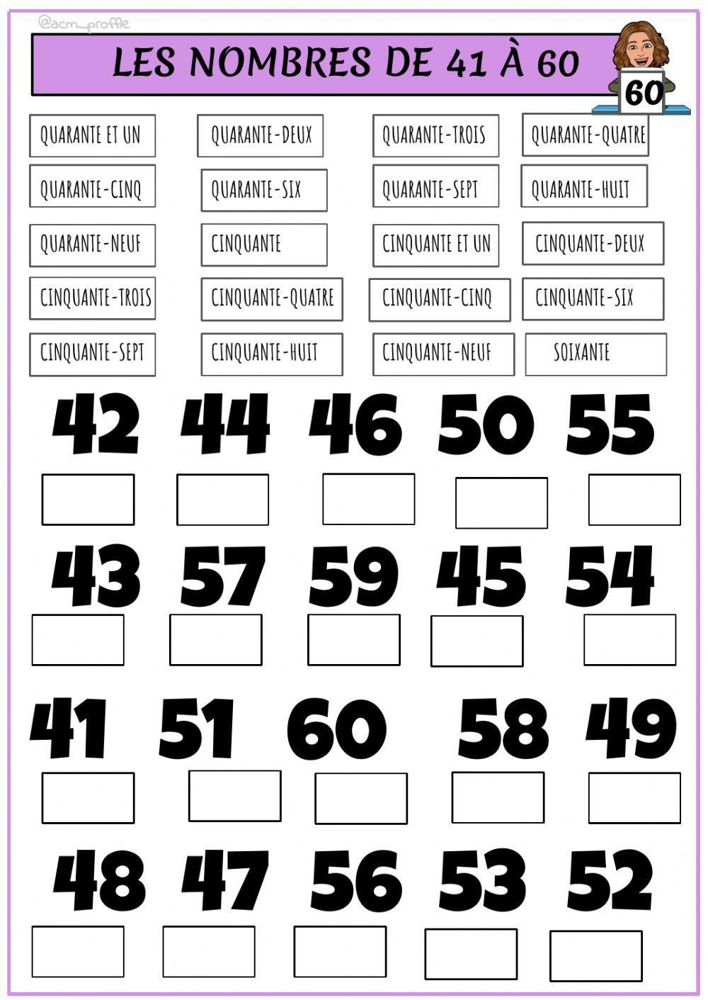 @acm_proffle
LES NOMBRES DE 41 À 60
60
QUARANTE ET UN QUARANTE-DEUX QUARANTE-TROIS QUARANTE-QUATRE
QUARANTE-CINQ QUARANTE-SIX QUARANTE-SEPT QUARANTE-HUIT
QUARANTE-NEUF CINQUANTE CINQUANTE ET UN CINQUANTE-DEUX
CINQUANTE-TROIS CINQUANTE-QUATRE CINQUANTE-CINQ CINQUANTE-SIX
CINQUANTE-SEPT CINQUANTE-HUIT CINQUANTE-NEUF SOIXANTE
42 44 46 50 55
43 57 59 45 54
41 51 60 58 49
48 47 56 53 52